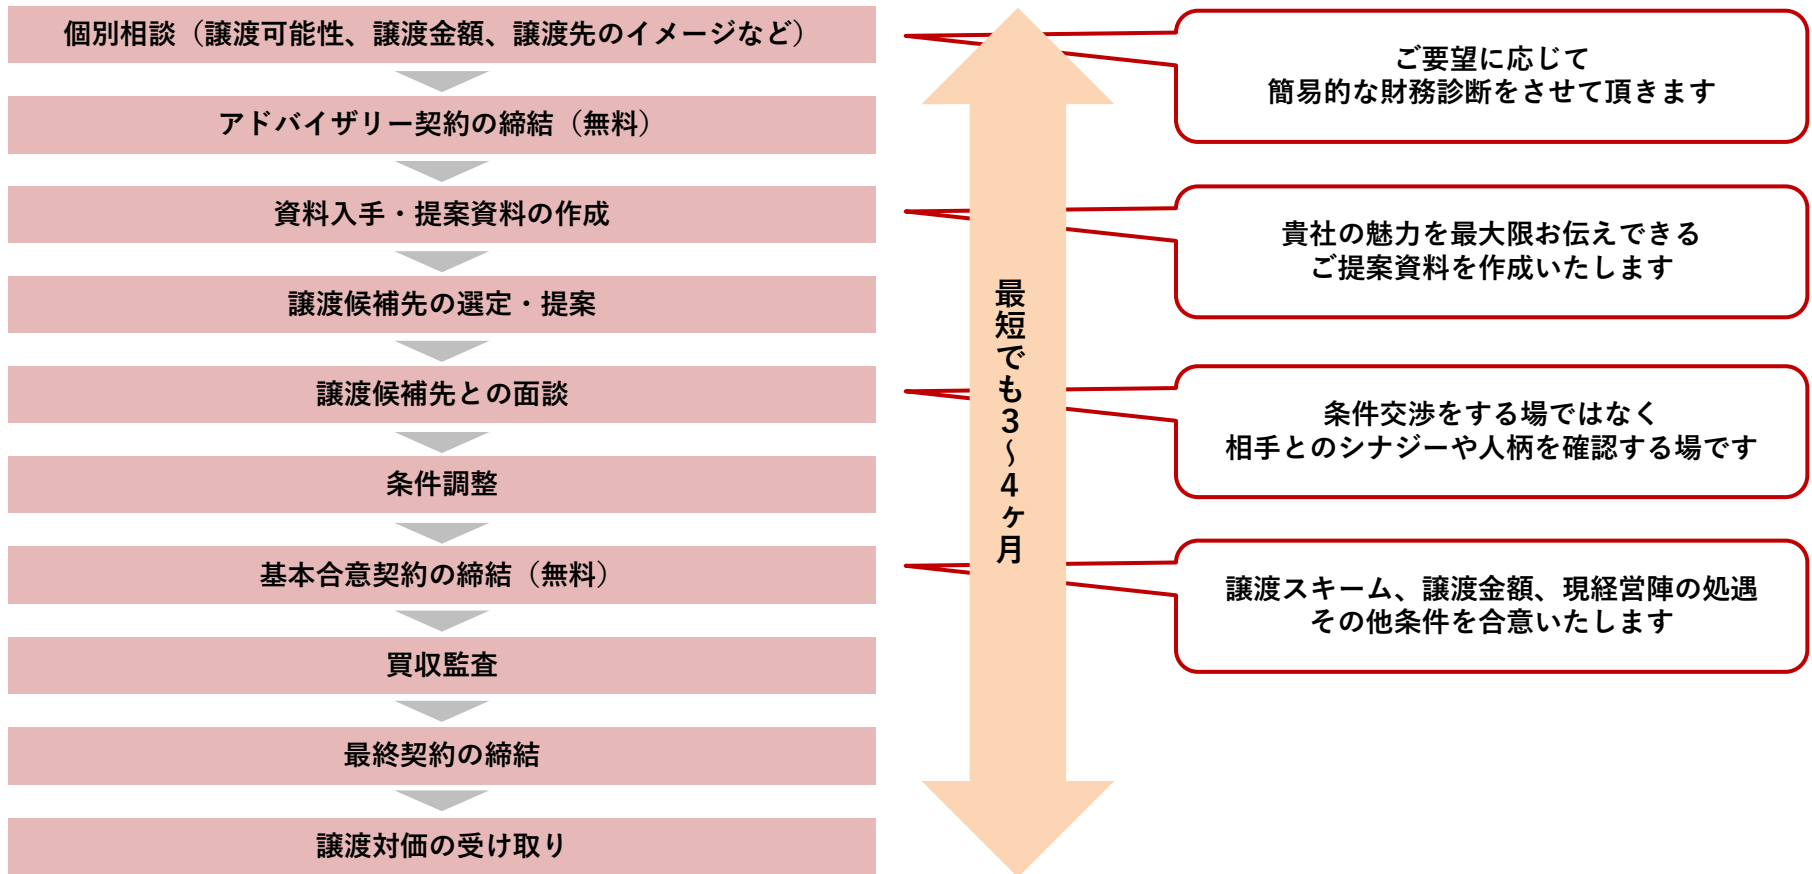 個別相談（譲渡可能性、譲渡金額、譲渡先のイメージなど）
アドバイザリー契約の締結（無料）
資料入手・提案資料の作成
譲渡候補先の選定・提案
譲渡候補先との面談
条件調整
基本合意契約の締結（無料）
買収監査
最終契約の締結
譲渡対価の受け取り
最短でも3～4ヶ月
ご要望に応じて
簡易的な財務診断をさせて頂きます
貴社の魅力を最大限お伝えできる
ご提案資料を作成いたします
条件交渉をする場ではなく
相手とのシナジーや人柄を確認する場です
譲渡スキーム、譲渡金額、現経営陣の処遇
その他条件を合意いたします